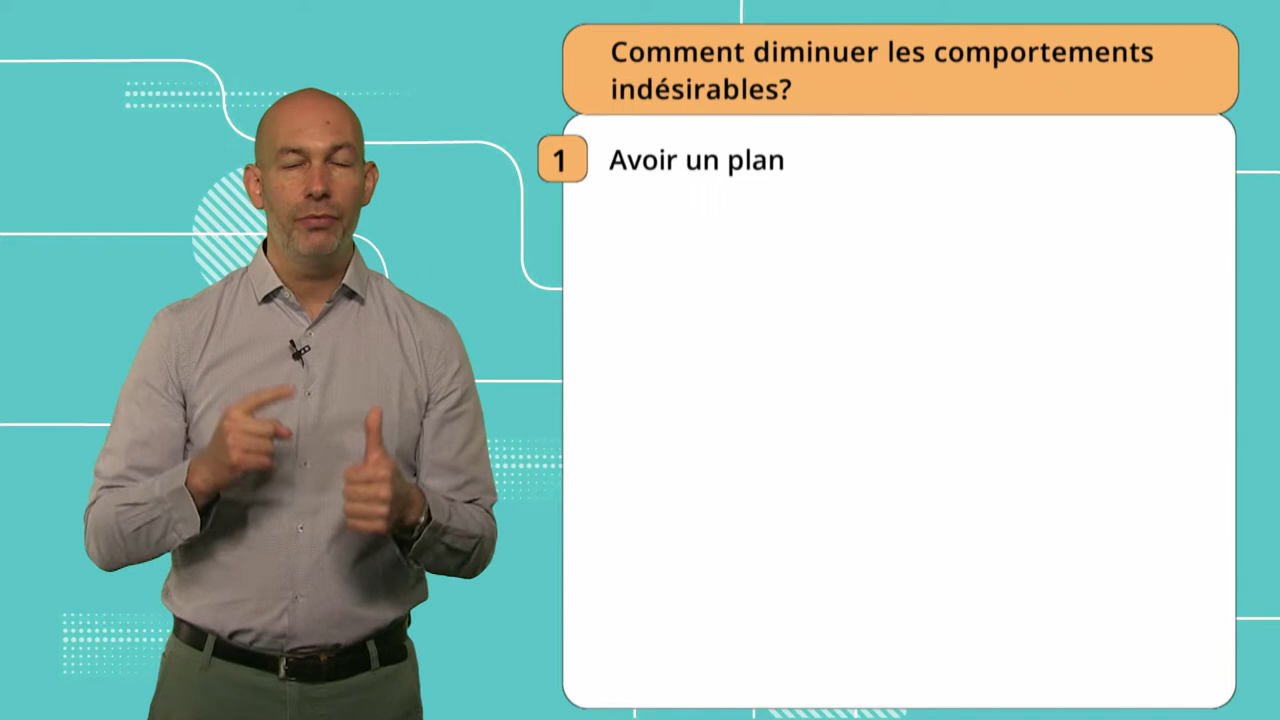 Comment diminuer les comportements
indésirables?
1 Avoir un plan